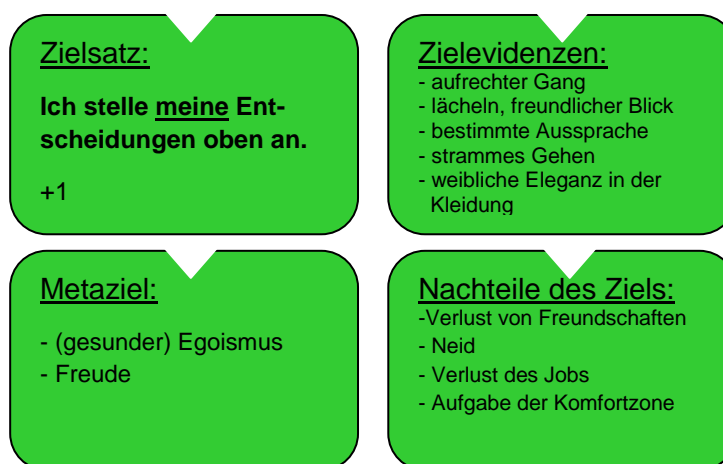 Zielsatz:
Ich stelle meine Ent-
scheidungen oben an.
+1
Zielevidenzen:
- aufrechter Gang
- lächeln, freundlicher Blick
- bestimmte Aussprache
- strammes Gehen
- weibliche Eleganz in der
Kleidung
Metaziel:
- (gesunder) Egoismus
- Freude
Nachteile des Ziels:
-Verlust von Freundschaften
- Neid
- Verlust des Jobs
- Aufgabe der Komfortzone